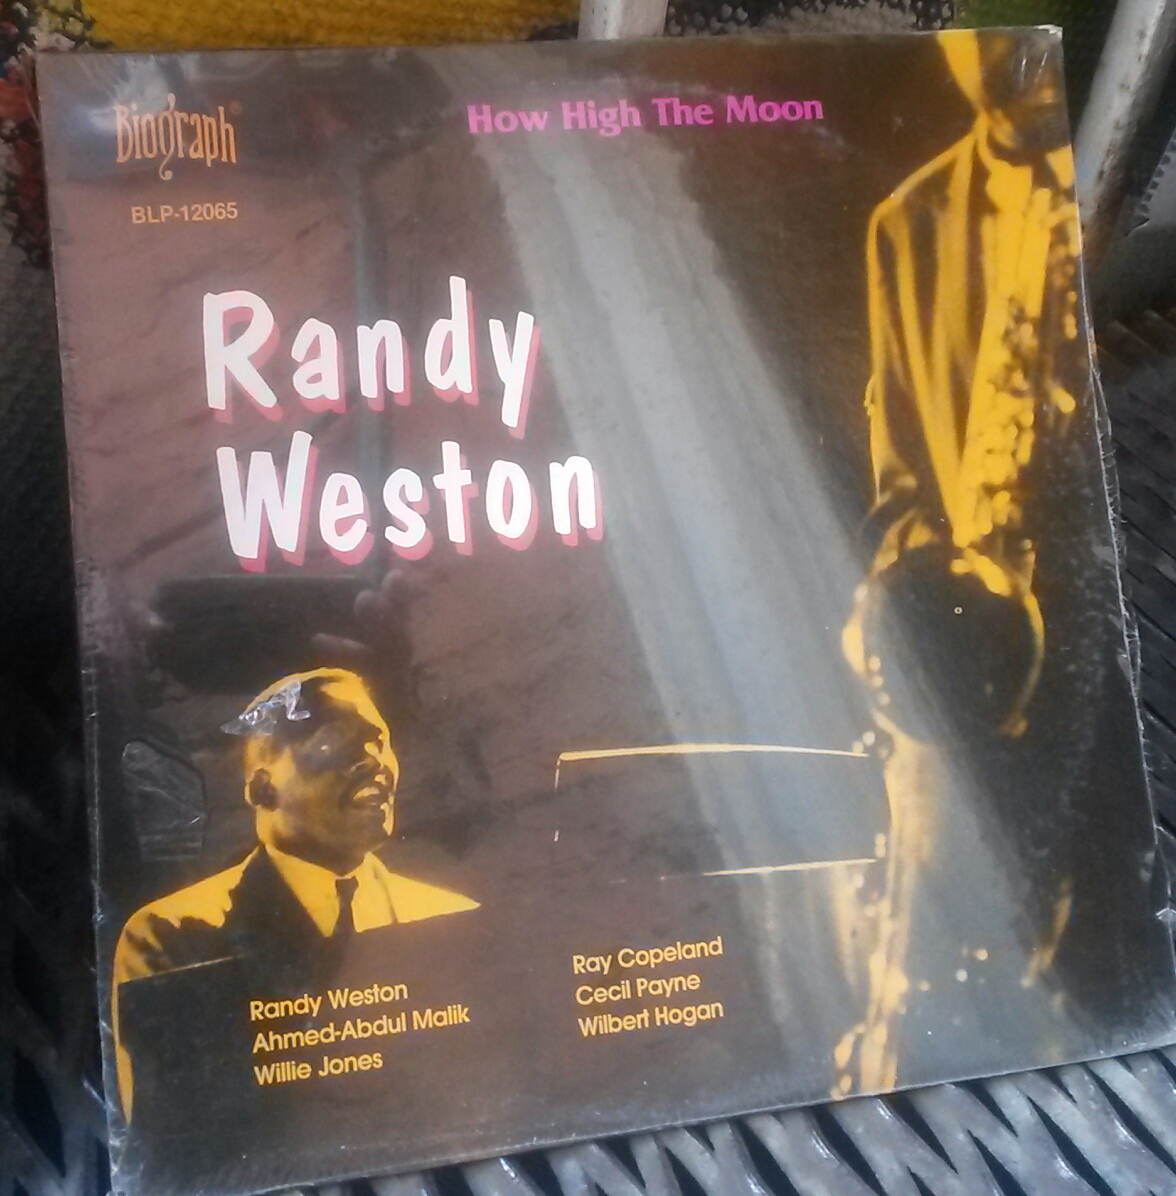 Biograph®
How High The Moon
BLP-12065
Randy
Weston
Randy Weston
Ahmed-Abdul Malik
Willie Jones
Ray Copeland
Cecil Payne
Wilbert Hogan